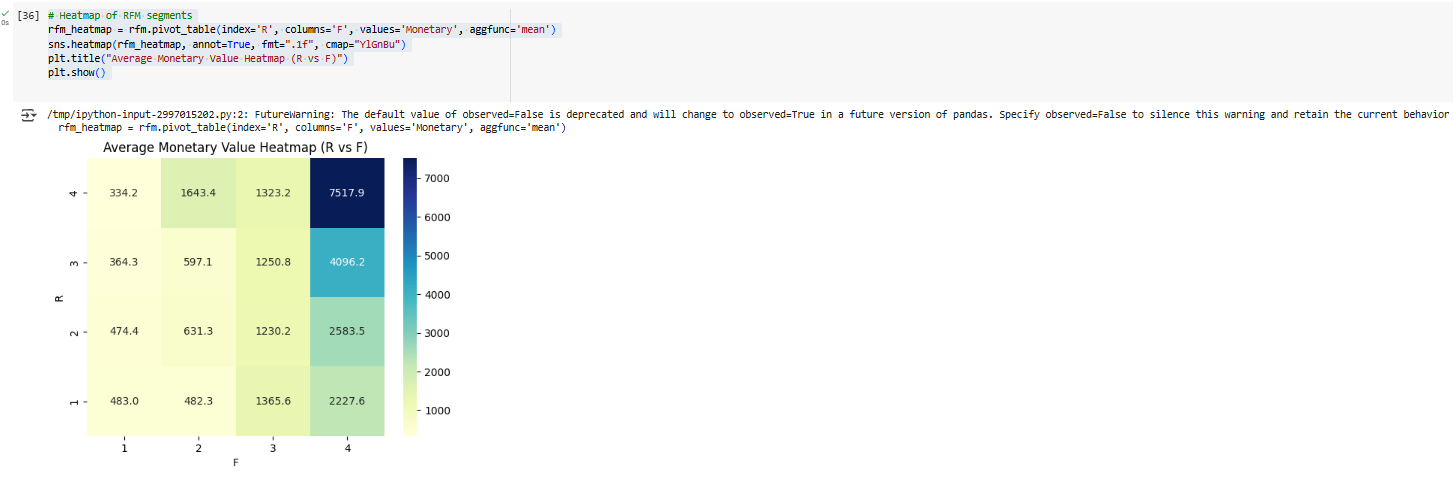 [36] # Heatmap of RFM segments
0s
rfm_heatmap = rfm.pivot_table(index='R', columns='F', values='Monetary', aggfunc='mean')
sns.heatmap(rfm_heatmap, annot=True, fmt=".1f", cmap="YlGnBu")
plt.title("Average Monetary Value Heatmap (R vs F)")
plt.show()
/tmp/ipython-input-2997015202.py:2: FutureWarning: The default value of observed=False is deprecated and will change to observed=True in a future version of pandas. Specify observed=False to silence this warning and retain the current behavior
rfm_heatmap = rfm.pivot_table(index='R', columns='F', values='Monetary', aggfunc='mean')
Average Monetary Value Heatmap (R vs F)
4 334.2 1643.4 1323.2 7517.9
3 364.3 597.1 1250.8 4096.2
2 474.4 631.3 1230.2 2583.5
1 483.0 482.3 1365.6 2227.6
R
1 2 3 4
F
7000
6000
5000
4000
3000
2000
1000